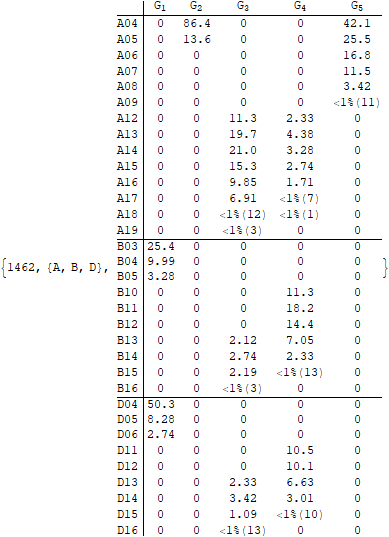 G₁ G₂ G₃ G₄ G₅
A04 0 86.4 0 0 42.1
A05 0 13.6 0 0 25.5
A06 0 0 0 0 16.8
A07 0 0 0 0 11.5
A08 0 0 0 0 3.42
A09 0 0 0 0 <1%(11)
A12 0 0 11.3 2.33 0
A13 0 0 19.7 4.38 0
A14 0 0 21.0 3.28 0
A15 0 0 15.3 2.74 0
A16 0 0 9.85 1.71 0
A17 0 0 6.91 <1%(7) 0
A18 0 0 <1%(12) <1%(1) 0
A19 0 0 <1%(3) 0 0
B03 25.4 0 0 0 0
{1462, {A, B, D}, B04 9.99 0 0 0 0 }
B05 3.28 0 0 0 0
B10 0 0 0 11.3 0
B11 0 0 0 18.2 0
B12 0 0 0 14.4 0
B13 0 0 2.12 7.05 0
B14 0 0 2.74 2.33 0
B15 0 0 2.19 <1%(13) 0
B16 0 0 <1%(3) 0 0
D04 50.3 0 0 0 0
D05 8.28 0 0 0 0
D06 2.74 0 0 0 0
D11 0 0 0 10.5 0
D12 0 0 0 10.1 0
D13 0 0 2.33 6.63 0
D14 0 0 3.42 3.01 0
D15 0 0 1.09 <1%(10) 0
D16 0 0 <1%(13) 0 0